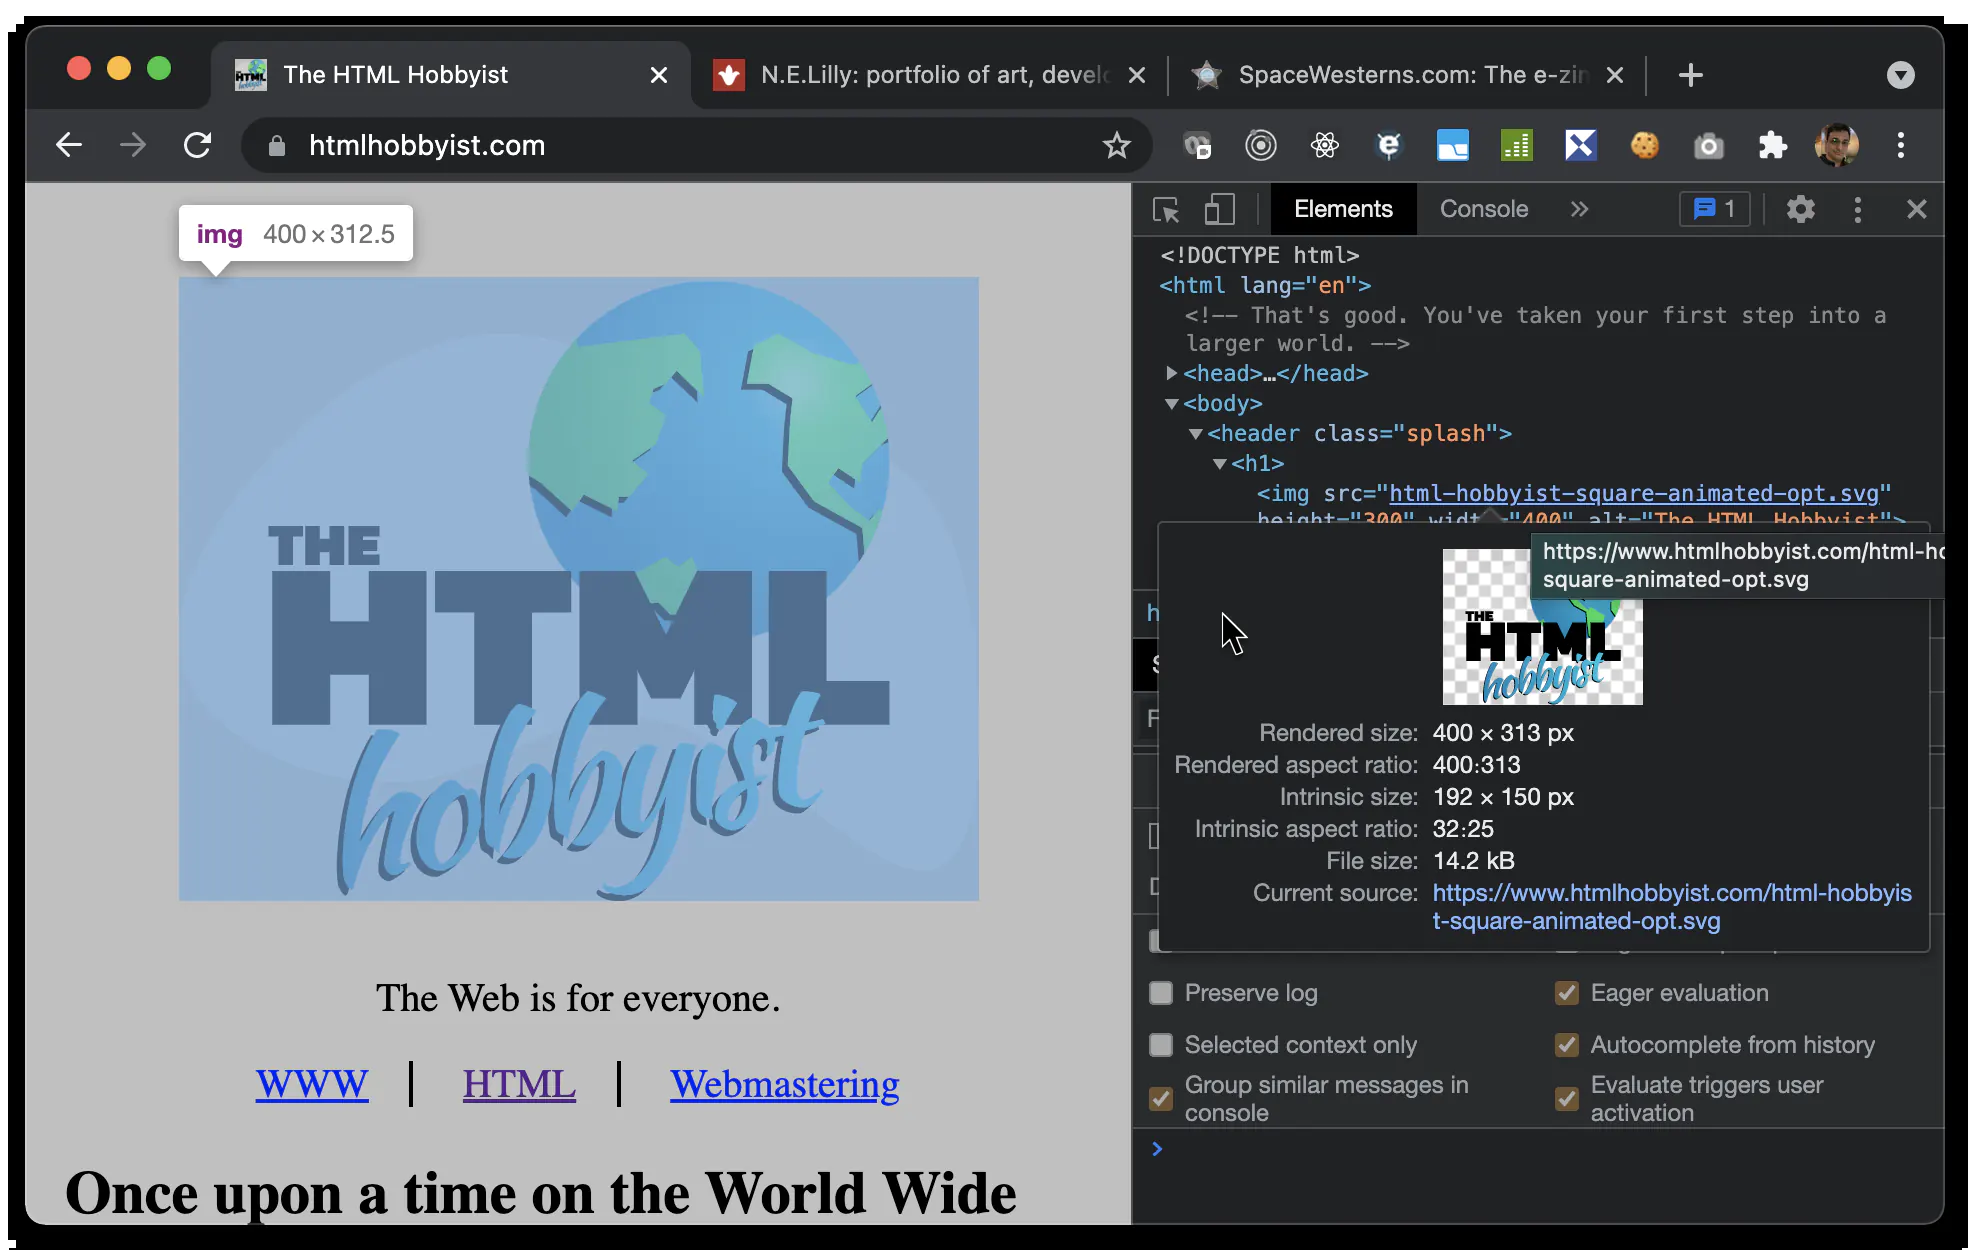 The HTML Hobbyist
N.E.Lilly: portfolio of art, develo
SpaceWesterns.com: The e-zin
htmlhobbyist.com
img 400 × 312.5
THE
HTML
hobbyist
The Web is for everyone.
WWW | HTML | Webmastering
Once upon a time on the World Wide
Elements Console » 1
<!DOCTYPE html>
<html lang="en">
<!-- That's good. You've taken your first step into a
larger world. -->
<head>…</head>
<body>
<header class="splash">
<h1>
<img src="html-hobbyist-square-animated-opt.svg"
height="300" width="400" alt="The HTML Hobbyist">
https://www.htmlhobbyist.com/html-ho
square-animated-opt.svg
THE
HTML
hobbyist
Rendered size: 400 × 313 px
Rendered aspect ratio: 400:313
Intrinsic size: 192 × 150 px
Intrinsic aspect ratio: 32:25
File size: 14.2 kB
Current source: https://www.htmlhobbyist.com/html-hobbyis
t-square-animated-opt.svg
Preserve log
Eager evaluation
Selected context only
Autocomplete from history
Group similar messages in
console
Evaluate triggers user
activation